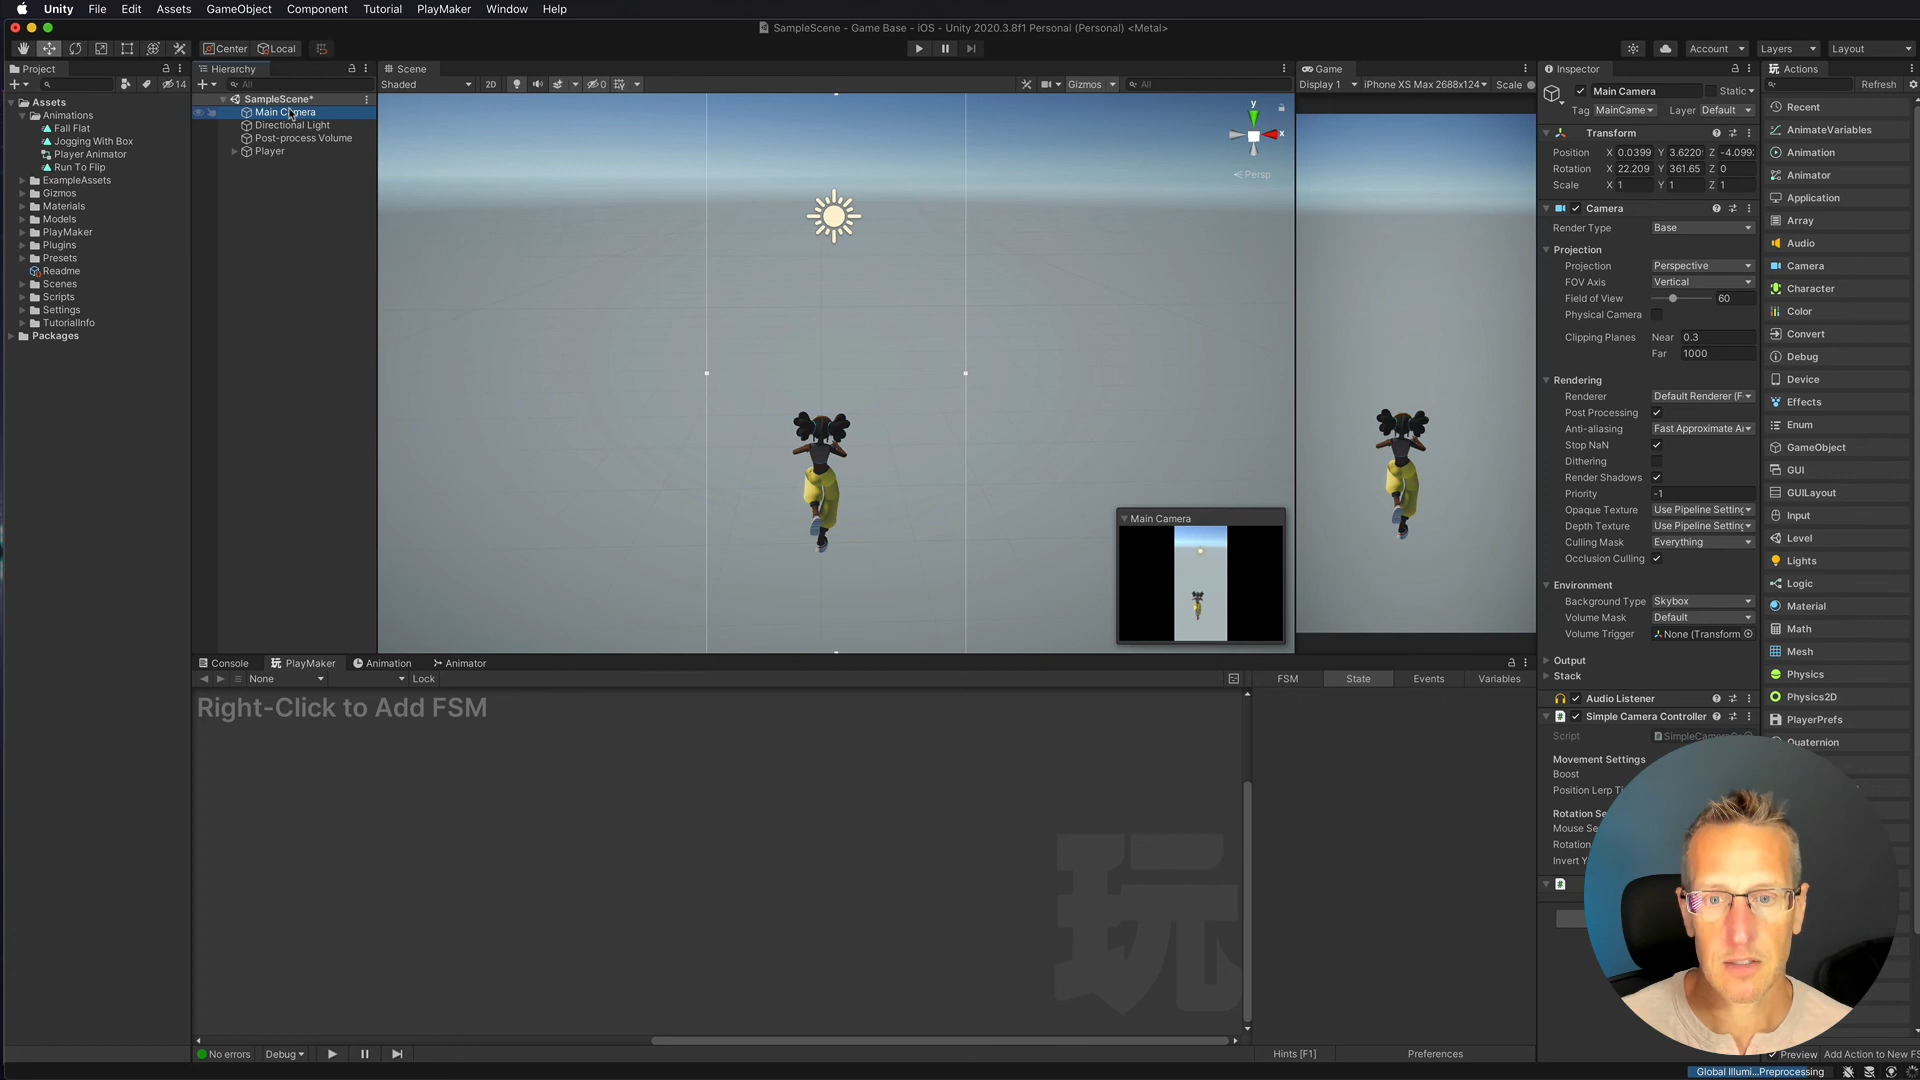 Unity File Edit Assets GameObject Component Tutorial PlayMaker Window Help
SampleScene - Game Base - iOS - Unity 2020.3.8f1 Personal (Personal) <Metal>
Center Local Account Layers Layout
Project
14
Assets
Animations
Fall Flat
Jogging With Box
Player Animator
Run To Flip
ExampleAssets
Gizmos
Materials
Models
PlayMaker
Plugins
Presets
Readme
Scenes
Scripts
Settings
TutorialInfo
Packages
Hierarchy
All
SampleScene*
Main Camera
Directional Light
Post-process Volume
Player
Scene
Shaded 2D 0 Gizmos All
y
x
Persp
Main Camera
Game
Display 1 iPhone XS Max 2688x124 Scale
Console PlayMaker Animation Animator
None Lock
Right-Click to Add FSM
玩
FSM State Events Variables
No errors Debug Hints [F1] Preferences
Inspector
Main Camera Static
Tag MainCame Layer Default
Transform
Position X 0.0399 Y 3.6220 Z -4.099
Rotation X 22.209 Y 361.65 Z 0
Scale X 1 Y 1 Z 1
Camera
Render Type Base
Projection
Projection Perspective
FOV Axis Vertical
Field of View 60
Physical Camera
Clipping Planes Near 0.3
Far 1000
Rendering
Renderer Default Renderer (F
Post Processing
Anti-aliasing Fast Approximate Ar
Stop NaN
Dithering
Render Shadows
Priority -1
Opaque Texture Use Pipeline Setting
Depth Texture Use Pipeline Setting
Culling Mask Everything
Occlusion Culling
Environment
Background Type Skybox
Volume Mask Default
Volume Trigger None (Transform
Output
Stack
Audio Listener
Simple Camera Controller
Script SimpleCamera
Movement Settings
Boost
Position Lerp Ti
Rotation Se
Mouse Se
Rotation
Invert Y
Actions
Refresh
Recent
AnimateVariables
Animation
Animator
Application
Array
Audio
Camera
Character
Color
Convert
Debug
Device
Effects
Enum
GameObject
GUI
GUILayout
Input
Level
Lights
Logic
Material
Math
Mesh
Physics
Physics2D
PlayerPrefs
Quaternion
Preview Add Action to New FS
Global Illumi...Preprocessing